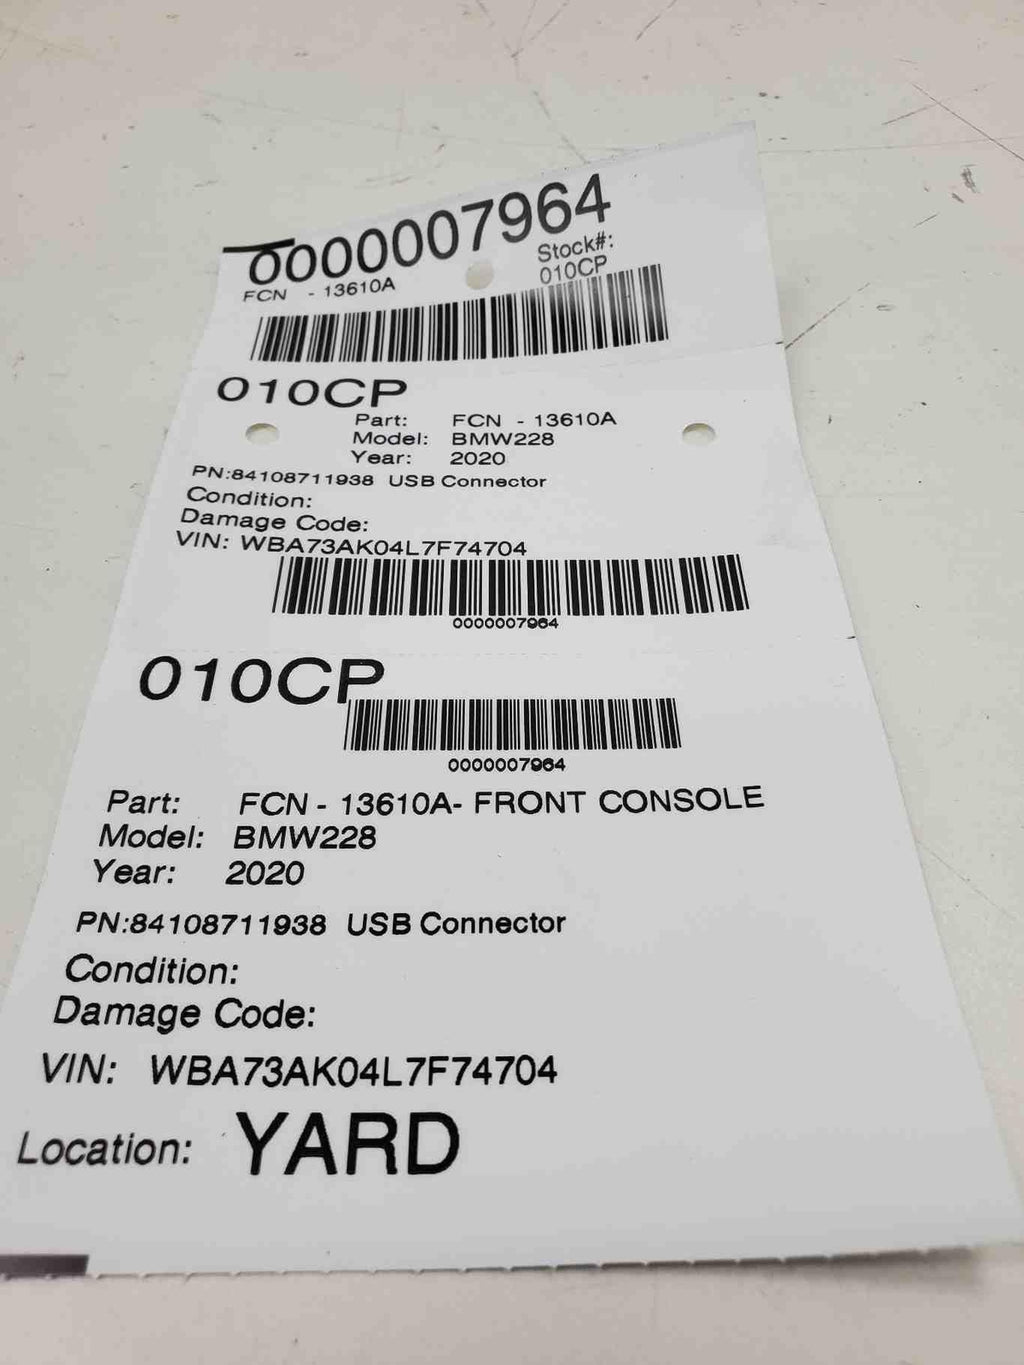 0000007964
Stock#:
FCN - 13610A
010CP
010CP
Part: FCN - 13610A
Model: BMW228
Year: 2020
PN:84108711938 USB Connector
Condition:
Damage Code:
VIN: WBA73AK04L7F74704
0000007964
010CP
0000007964
Part: FCN - 13610A- FRONT CONSOLE
Model: BMW228
Year: 2020
PN:84108711938 USB Connector
Condition:
Damage Code:
VIN: WBA73AK04L7F74704
Location: YARD